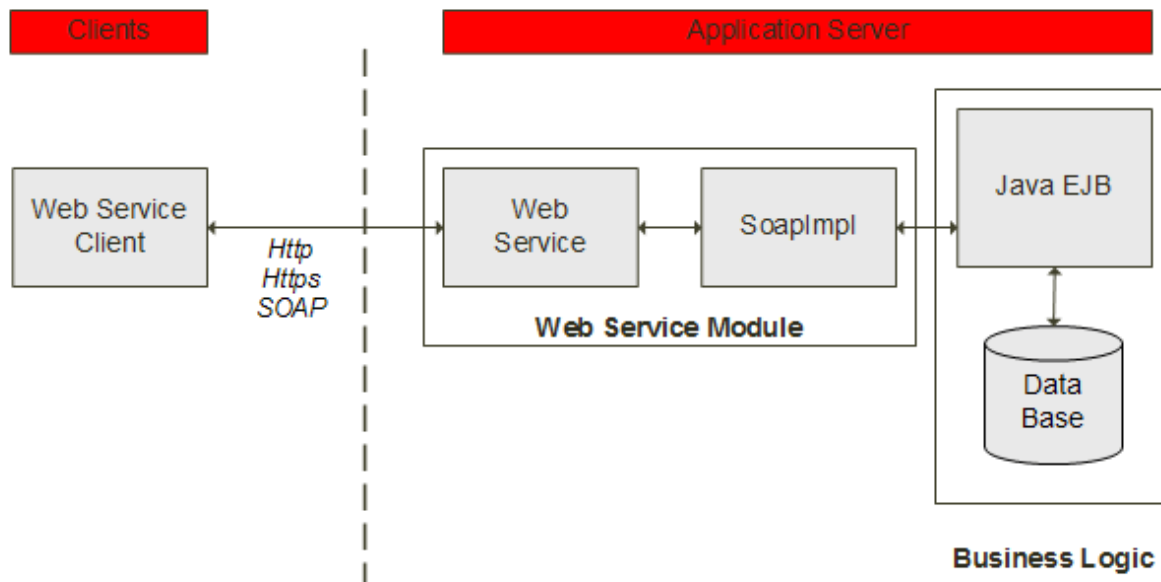 Clients
Application Server
Web Service
Client
Http
Https
SOAP
Web
Service
SoapImpl
Web Service Module
Java EJB
Data
Base
Business Logic